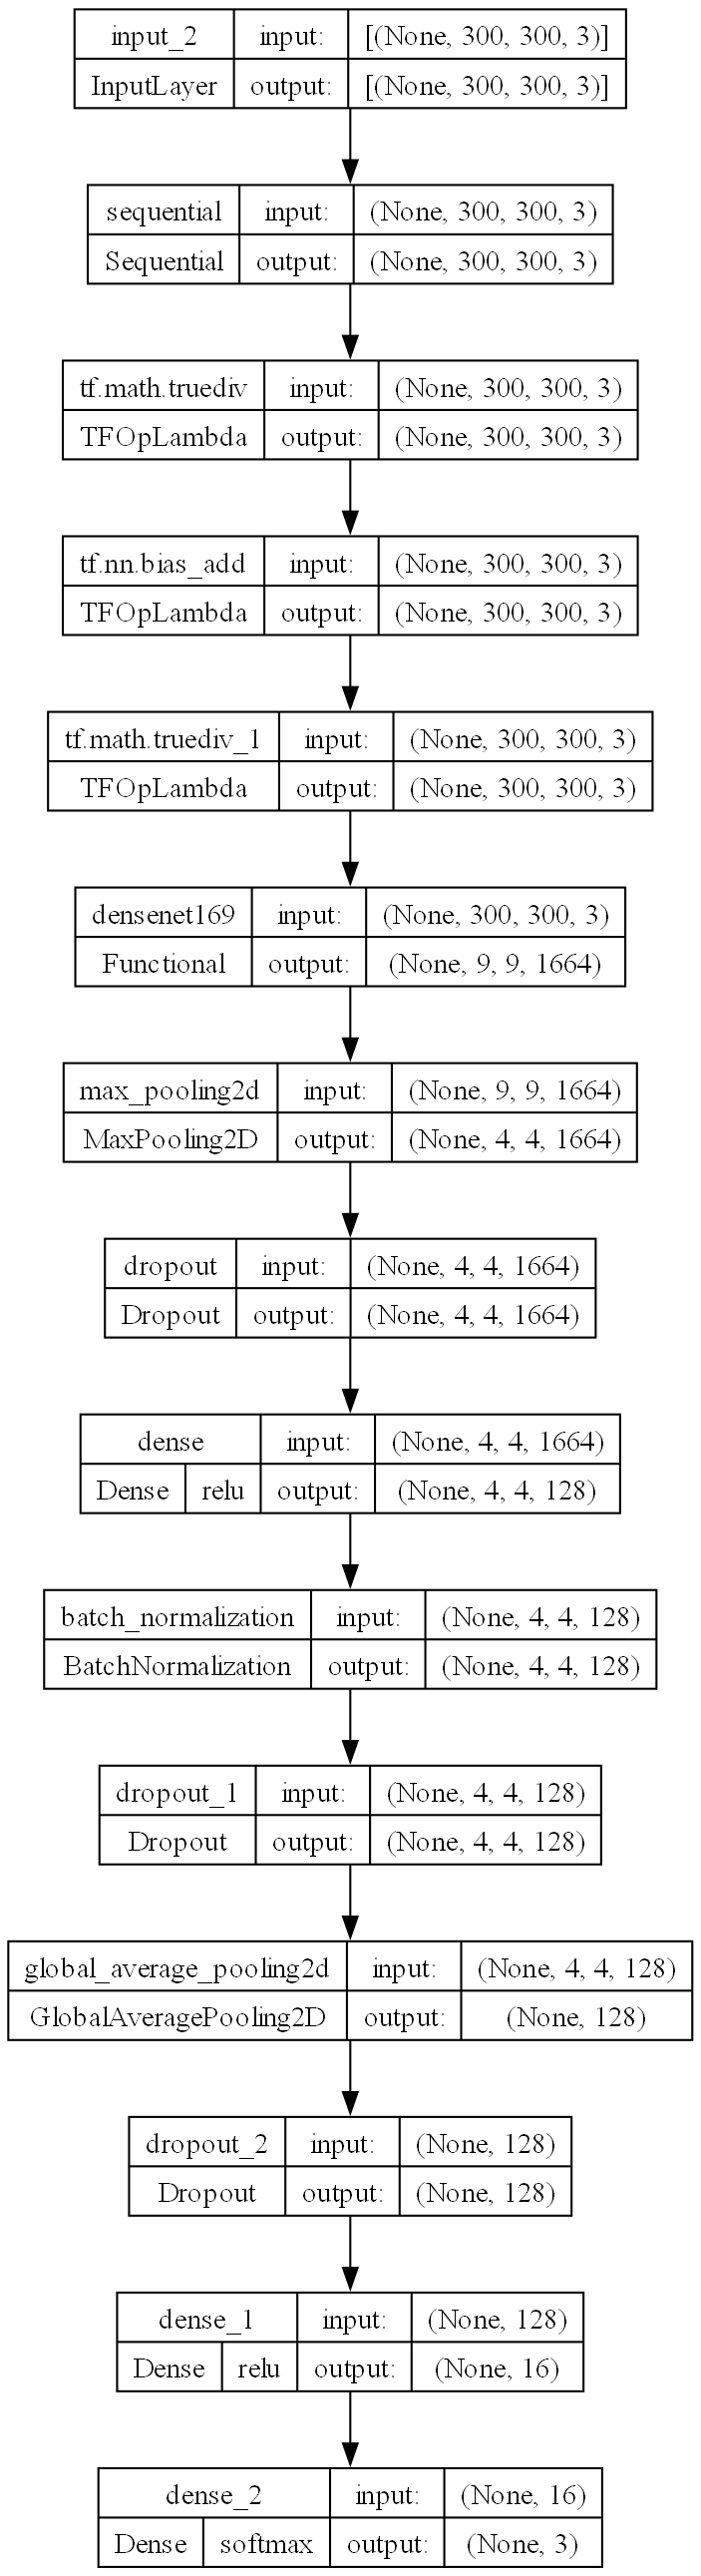 input_2 input: [(None, 300, 300, 3)]
InputLayer output: [(None, 300, 300, 3)]
sequential input: (None, 300, 300, 3)
Sequential output: (None, 300, 300, 3)
tf.math.truediv input: (None, 300, 300, 3)
TFOpLambda output: (None, 300, 300, 3)
tf.nn.bias_add input: (None, 300, 300, 3)
TFOpLambda output: (None, 300, 300, 3)
tf.math.truediv_1 input: (None, 300, 300, 3)
TFOpLambda output: (None, 300, 300, 3)
densenet169 input: (None, 300, 300, 3)
Functional output: (None, 9, 9, 1664)
max_pooling2d input: (None, 9, 9, 1664)
MaxPooling2D output: (None, 4, 4, 1664)
dropout input: (None, 4, 4, 1664)
Dropout output: (None, 4, 4, 1664)
dense input: (None, 4, 4, 1664)
Dense relu output: (None, 4, 4, 128)
batch_normalization input: (None, 4, 4, 128)
BatchNormalization output: (None, 4, 4, 128)
dropout_1 input: (None, 4, 4, 128)
Dropout output: (None, 4, 4, 128)
global_average_pooling2d input: (None, 4, 4, 128)
GlobalAveragePooling2D output: (None, 128)
dropout_2 input: (None, 128)
Dropout output: (None, 128)
dense_1 input: (None, 128)
Dense relu output: (None, 16)
dense_2 input: (None, 16)
Dense softmax output: (None, 3)